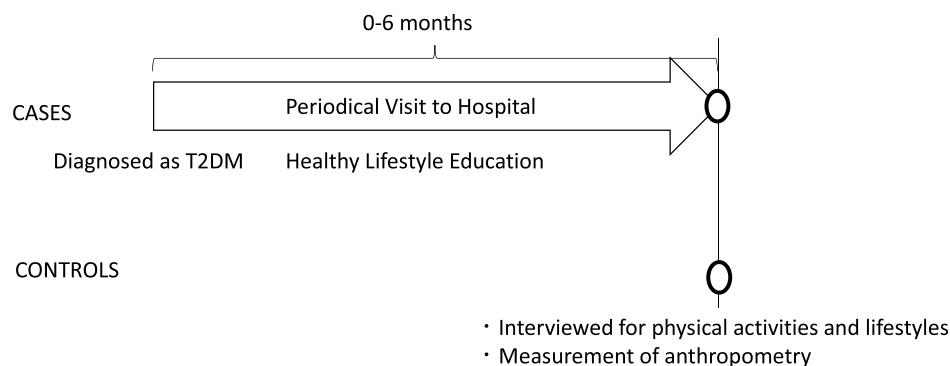 0-6 months
CASES
Periodical Visit to Hospital
Diagnosed as T2DM
Healthy Lifestyle Education
CONTROLS
・Interviewed for physical activities and lifestyles
・Measurement of anthropometry